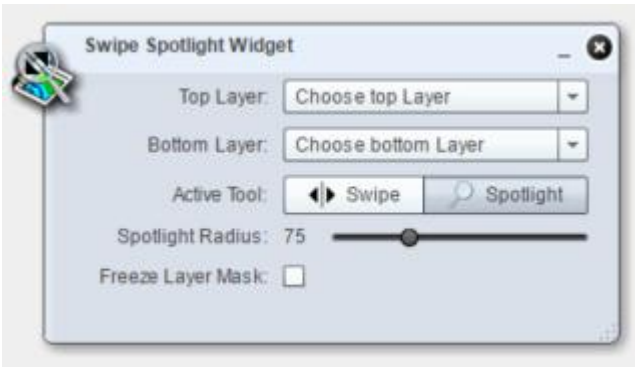 Swipe Spotlight Widget
Top Layer: Choose top Layer
Bottom Layer: Choose bottom Layer
Active Tool: Swipe Spotlight
Spotlight Radius: 75
Freeze Layer Mask: